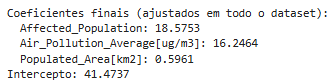 Coeficientes finais (ajustados em todo o dataset):
Affected_Population: 18.5753
Air_Pollution_Average[ug/m3]: 16.2464
Populated_Area[km2]: 0.5961
Intercepto: 41.4737